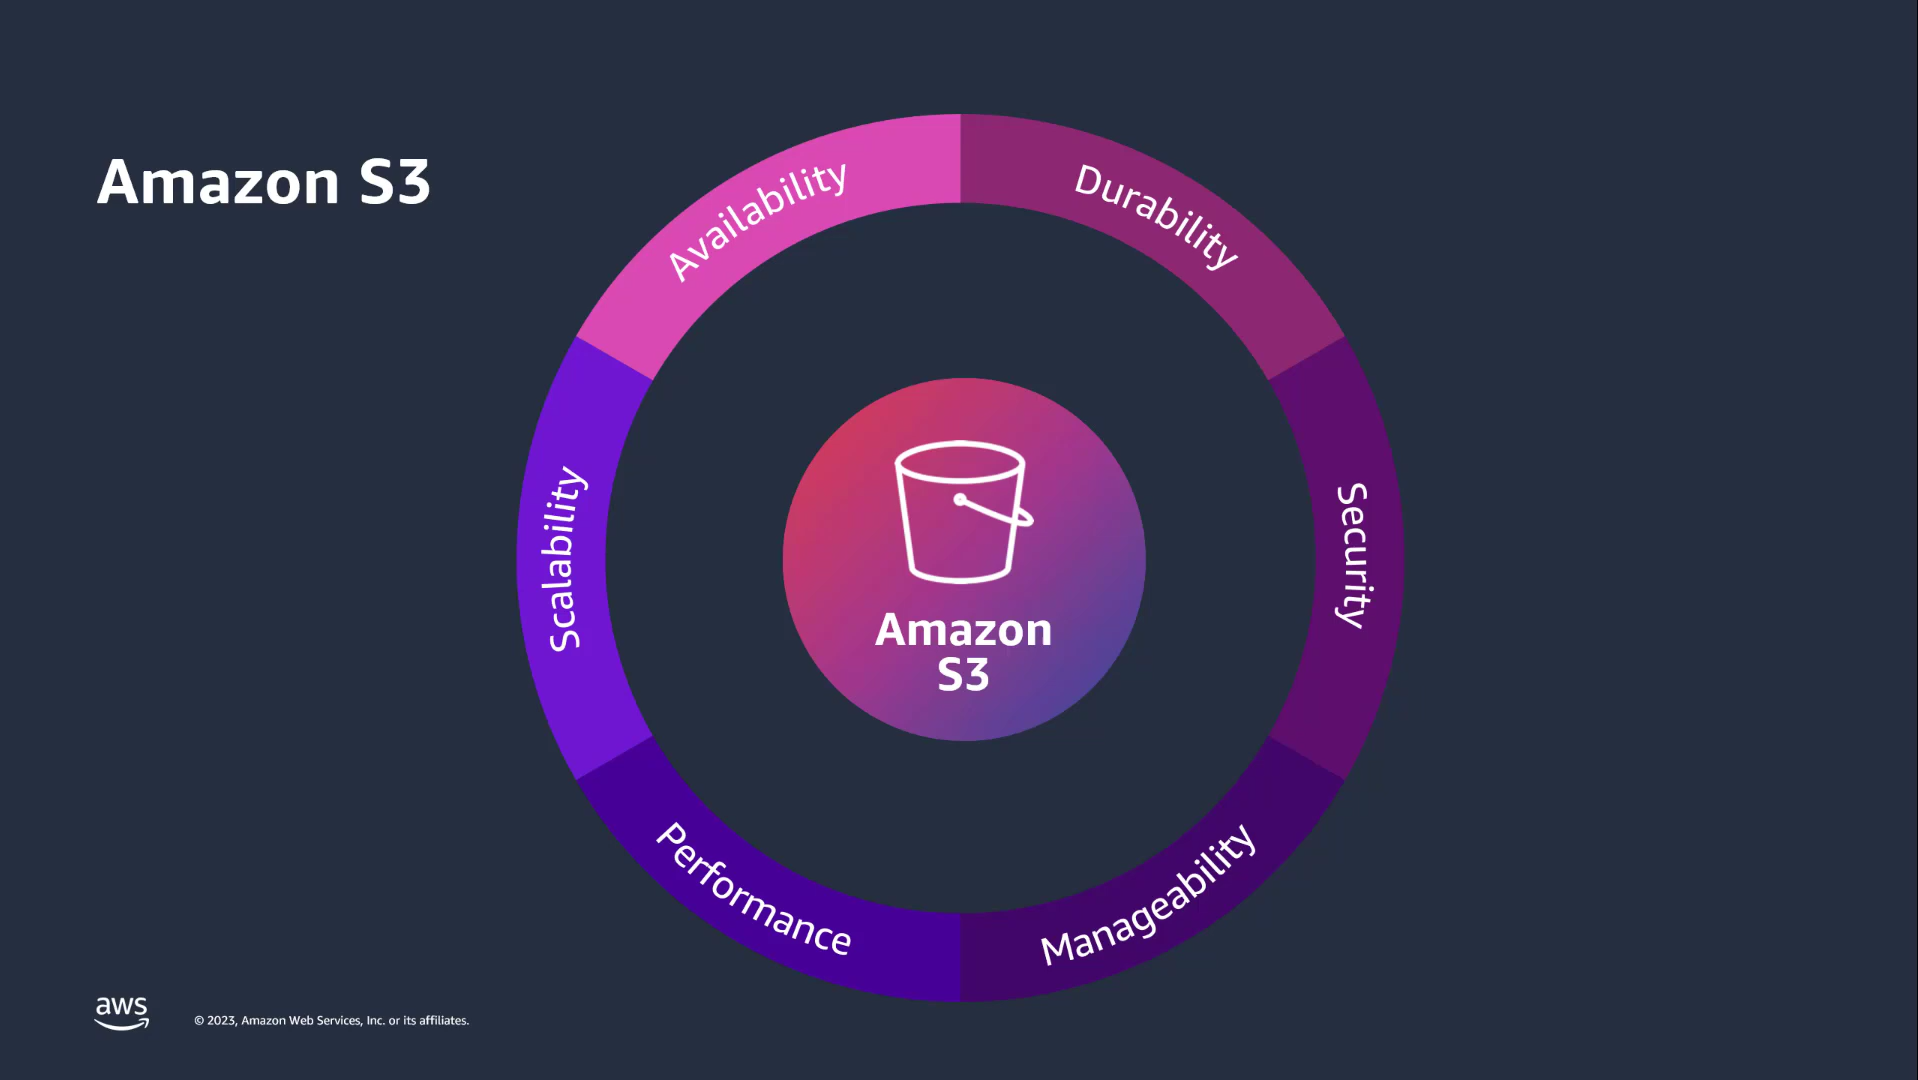 Amazon S3
Availability
Durability
Scalability
Security
Amazon
S3
Performance
Manageability
aws
© 2023, Amazon Web Services, Inc. or its affiliates.